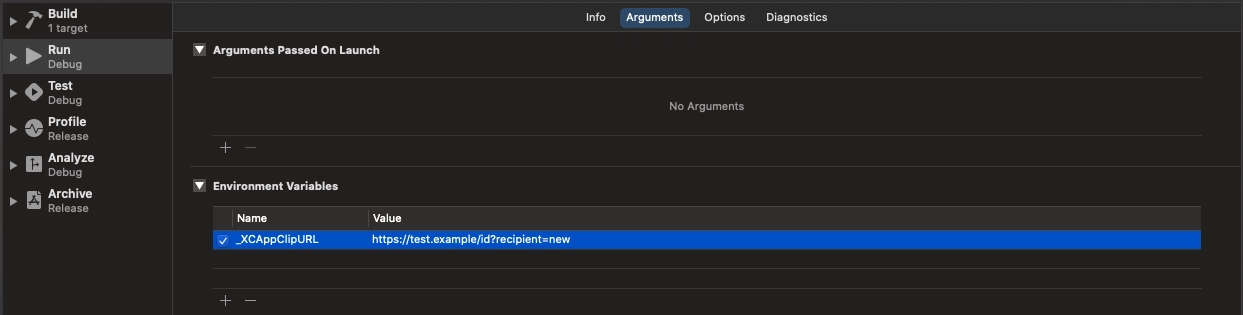 Build
1 target
Run
Debug
Test
Debug
Profile
Release
Analyze
Debug
Archive
Release
Info Arguments Options Diagnostics
Arguments Passed On Launch
No Arguments
Environment Variables
Name Value
_XCAppClipURL https://test.example/id?recipient=new